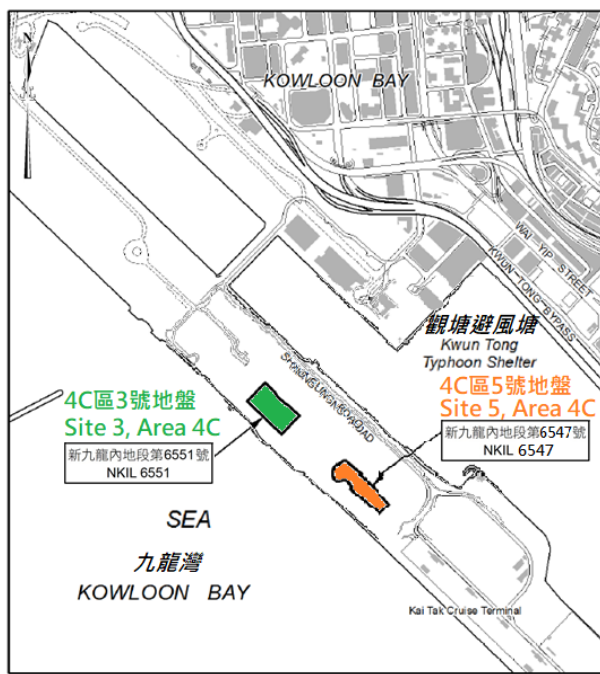 N
KOWLOON BAY
WAI YIP STREET
KWUN TONG BYPASS
觀塘避風塘
Kwun Tong
Typhoon Shelter
4C區3號地盤
Site 3, Area 4C
新九龍內地段第6551號
NKIL 6551
4C區5號地盤
Site 5, Area 4C
新九龍內地段第6547號
NKIL 6547
SEA
九龍灣
KOWLOON BAY
Kai Tak Cruise Terminal